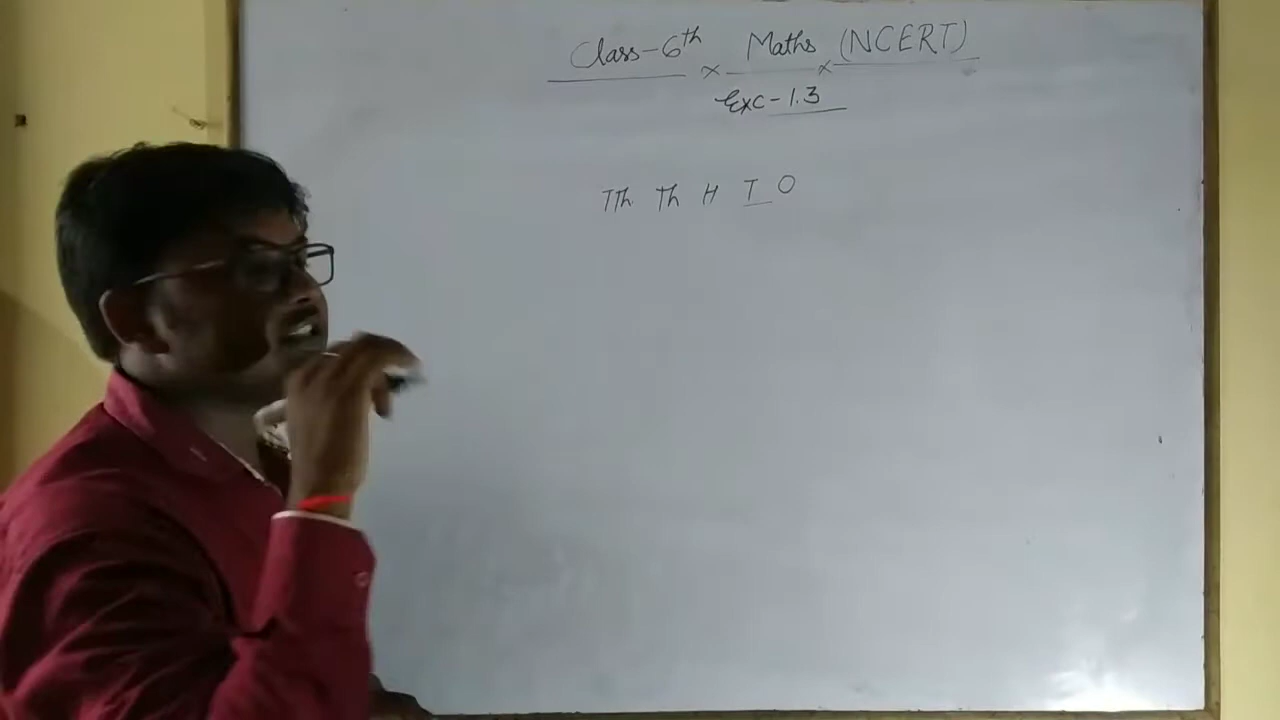 Class-6th × Maths × (NCERT)
Exc-1.3
TTh Th H T O